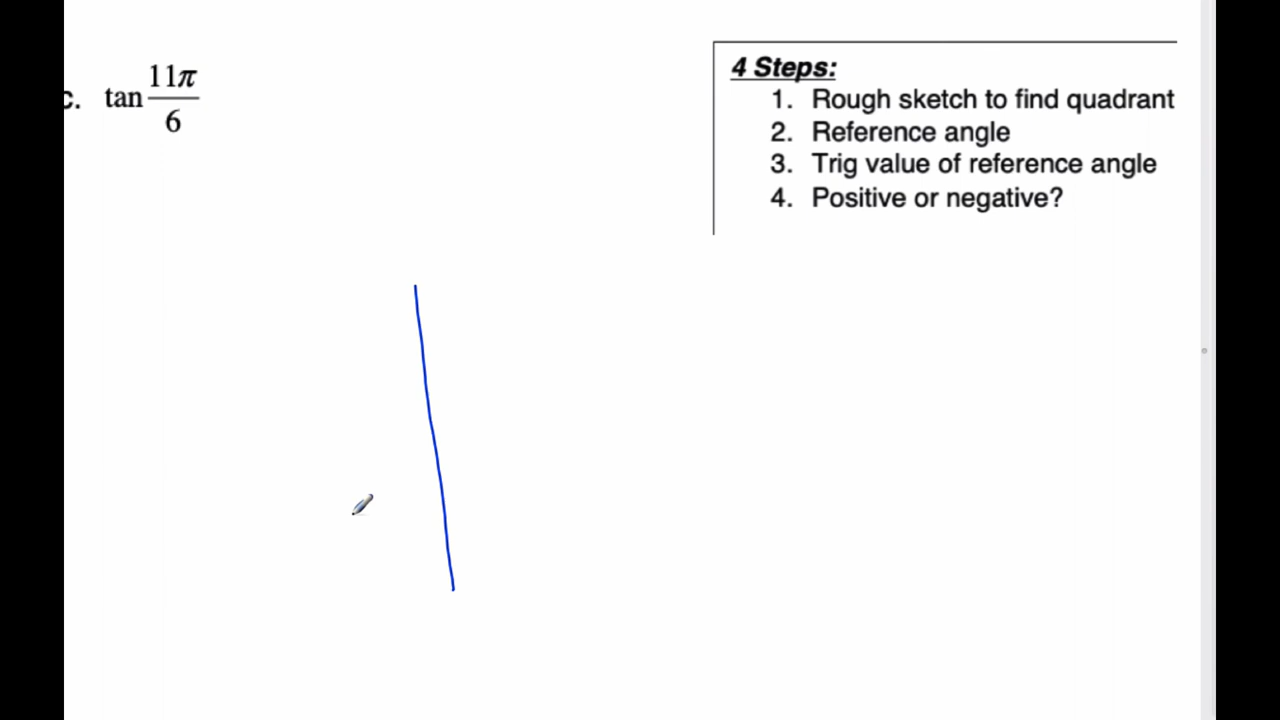 c. tan 11π/6
4 Steps:
1. Rough sketch to find quadrant
2. Reference angle
3. Trig value of reference angle
4. Positive or negative?